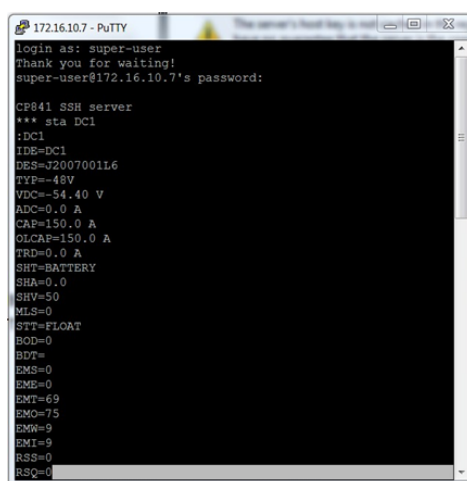 172.16.10.7 - PuTTY
login as: super-user
Thank you for waiting!
super-user@172.16.10.7's password:
CP841 SSH server
*** sta DC1
:DC1
IDE=DC1
DES=J2007001L6
TYP=-48V
VDC=-54.40 V
ADC=0.0 A
CAP=150.0 A
OLCAP=150.0 A
TRD=0.0 A
SHT=BATTERY
SHA=0.0
SHV=50
MLS=0
STT=FLOAT
BOD=0
BDT=
EMS=0
EME=0
EMT=69
EMO=75
EMW=9
EMI=9
RSS=0
RSQ=0